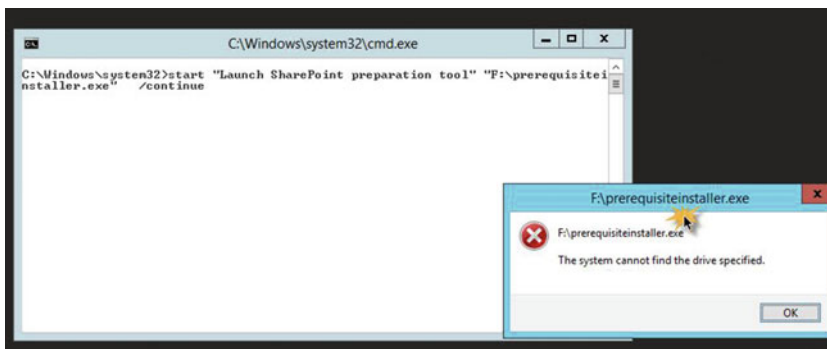 C:\Windows\system32\cmd.exe
C:\Windows\system32>start "Launch SharePoint preparation tool" "F:\prerequisitei
nstaller.exe" /continue
F:\prerequisiteinstaller.exe
F:\prerequisiteinstaller.exe
The system cannot find the drive specified.
OK